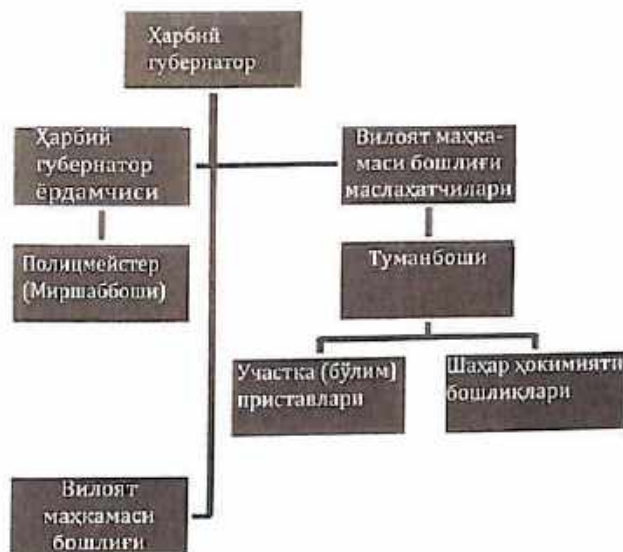 Ҳарбий
губернатор
Ҳарбий
губернатор
ёрдамчиси
Вилоят маҳка-
маси бошлиғи
маслаҳатчилари
Полицмейстер
(Миршаббоши)
Туманбоши
Участка (бўлим)
приставлари
Шаҳар ҳокимияти
бошлиқлари
Вилоят
маҳкамаси
бошлиғи